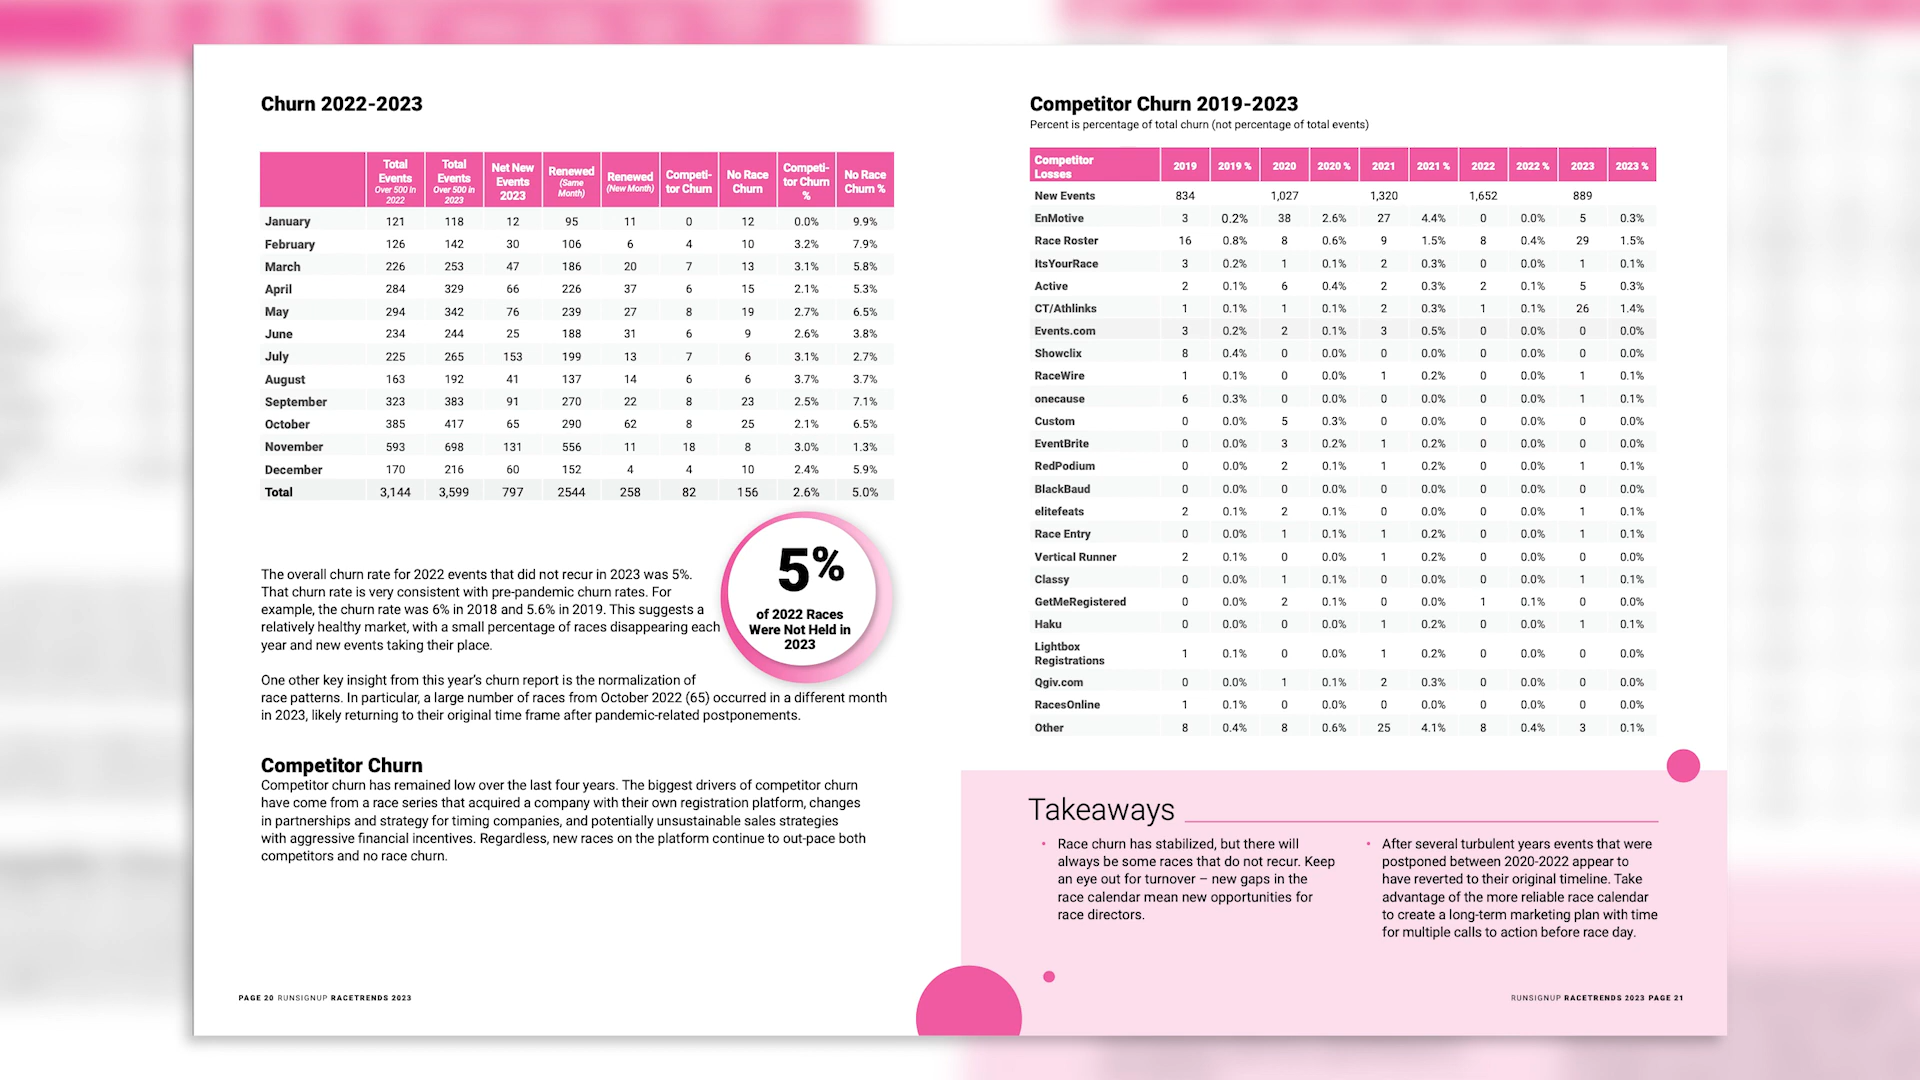 Churn 2022-2023
Total Events Over 500 in 2022 | Total Events Over 500 in 2023 | Net New Events 2023 | Renewed (Same Month) | Renewed (New Month) | Competi-tor Churn | No Race Churn | Competi-tor Churn % | No Race Churn %
January 121 118 12 95 11 0 12 0.0% 9.9%
February 126 142 30 106 6 4 10 3.2% 7.9%
March 226 253 47 186 20 7 13 3.1% 5.8%
April 284 329 66 226 37 6 15 2.1% 5.3%
May 294 342 76 239 27 8 19 2.7% 6.5%
June 234 244 25 188 31 6 9 2.6% 3.8%
July 225 265 153 199 13 7 6 3.1% 2.7%
August 163 192 41 137 14 6 6 3.7% 3.7%
September 323 383 91 270 22 8 23 2.5% 7.1%
October 385 417 65 290 62 8 25 2.1% 6.5%
November 593 698 131 556 11 18 8 3.0% 1.3%
December 170 216 60 152 4 4 10 2.4% 5.9%
Total 3,144 3,599 797 2544 258 82 156 2.6% 5.0%
The overall churn rate for 2022 events that did not recur in 2023 was 5%.
That churn rate is very consistent with pre-pandemic churn rates. For
example, the churn rate was 6% in 2018 and 5.6% in 2019. This suggests a
relatively healthy market, with a small percentage of races disappearing each
year and new events taking their place.
5%
of 2022 Races
Were Not Held in
2023
One other key insight from this year's churn report is the normalization of
race patterns. In particular, a large number of races from October 2022 (65) occurred in a different month
in 2023, likely returning to their original time frame after pandemic-related postponements.
Competitor Churn
Competitor churn has remained low over the last four years. The biggest drivers of competitor churn
have come from a race series that acquired a company with their own registration platform, changes
in partnerships and strategy for timing companies, and potentially unsustainable sales strategies
with aggressive financial incentives. Regardless, new races on the platform continue to out-pace both
competitors and no race churn.
PAGE 20 RUNSIGNUP RACETRENDS 2023
Competitor Churn 2019-2023
Percent is percentage of total churn (not percentage of total events)
Competitor Losses 2019 2019 % 2020 2020 % 2021 2021 % 2022 2022 % 2023 2023 %
New Events 834 1,027 1,320 1,652 889
EnMotive 3 0.2% 38 2.6% 27 4.4% 0 0.0% 5 0.3%
Race Roster 16 0.8% 8 0.6% 9 1.5% 8 0.4% 29 1.5%
ItsYourRace 3 0.2% 1 0.1% 2 0.3% 0 0.0% 1 0.1%
Active 2 0.1% 6 0.4% 2 0.3% 2 0.1% 5 0.3%
CT/Athlinks 1 0.1% 1 0.1% 2 0.3% 1 0.1% 26 1.4%
Events.com 3 0.2% 2 0.1% 3 0.5% 0 0.0% 0 0.0%
Showclix 8 0.4% 0 0.0% 0 0.0% 0 0.0% 0 0.0%
RaceWire 1 0.1% 0 0.0% 1 0.2% 0 0.0% 1 0.1%
onecause 6 0.3% 0 0.0% 0 0.0% 0 0.0% 1 0.1%
Custom 0 0.0% 5 0.3% 0 0.0% 0 0.0% 0 0.0%
EventBrite 0 0.0% 3 0.2% 1 0.2% 0 0.0% 0 0.0%
RedPodium 0 0.0% 2 0.1% 1 0.2% 0 0.0% 1 0.1%
BlackBaud 0 0.0% 0 0.0% 0 0.0% 0 0.0% 0 0.0%
elitefeats 2 0.1% 2 0.1% 0 0.0% 0 0.0% 1 0.1%
Race Entry 0 0.0% 1 0.1% 1 0.2% 0 0.0% 1 0.1%
Vertical Runner 2 0.1% 0 0.0% 1 0.2% 0 0.0% 0 0.0%
Classy 0 0.0% 1 0.1% 0 0.0% 0 0.0% 1 0.1%
GetMeRegistered 0 0.0% 2 0.1% 0 0.0% 1 0.1% 0 0.0%
Haku 0 0.0% 0 0.0% 1 0.2% 0 0.0% 1 0.1%
Lightbox Registrations 1 0.1% 0 0.0% 1 0.2% 0 0.0% 0 0.0%
Qgiv.com 0 0.0% 1 0.1% 2 0.3% 0 0.0% 0 0.0%
RacesOnline 1 0.1% 0 0.0% 0 0.0% 0 0.0% 0 0.0%
Other 8 0.4% 8 0.6% 25 4.1% 8 0.4% 3 0.1%
Takeaways
• Race churn has stabilized, but there will
always be some races that do not recur. Keep
an eye out for turnover – new gaps in the
race calendar mean new opportunities for
race directors.
• After several turbulent years events that were
postponed between 2020-2022 appear to
have reverted to their original timeline. Take
advantage of the more reliable race calendar
to create a long-term marketing plan with time
for multiple calls to action before race day.
RUNSIGNUP RACETRENDS 2023 PAGE 21